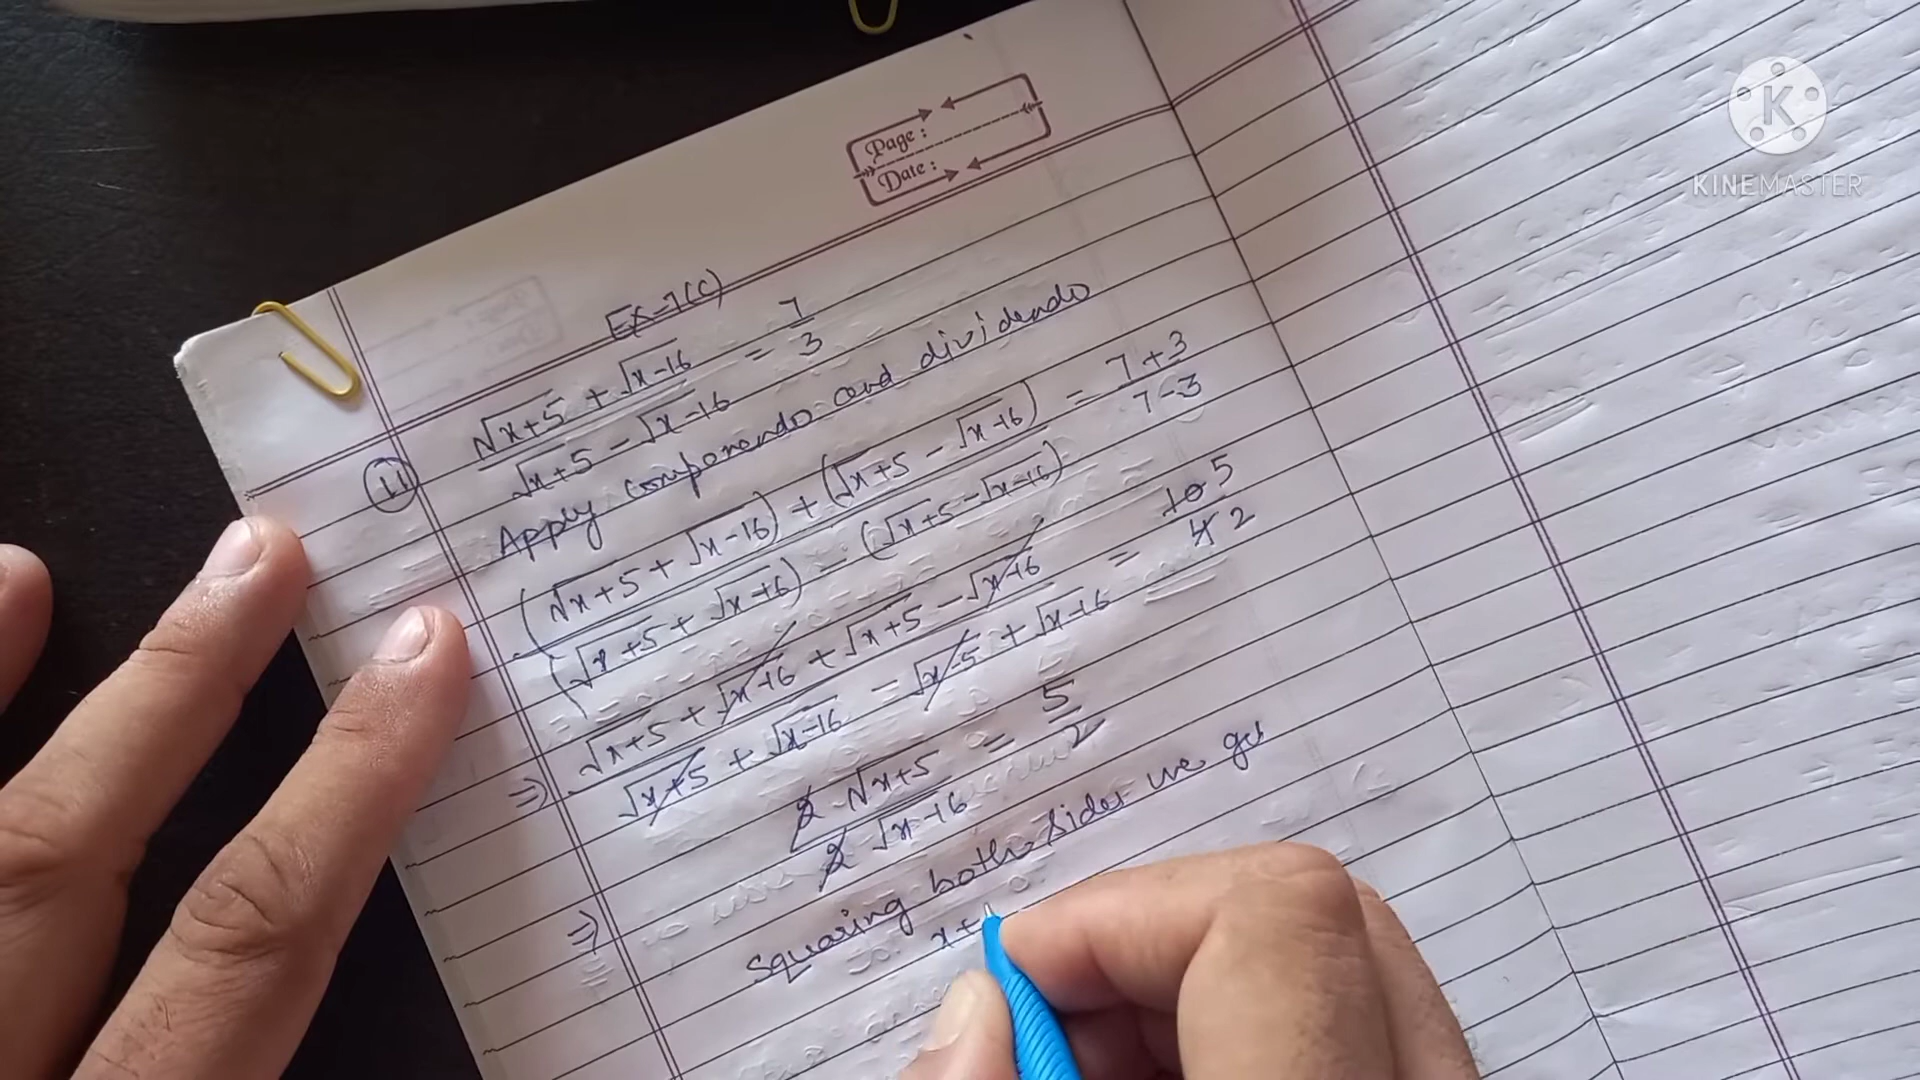 Page :
Date :
K
KINEMASTER
Ex-7(C)
11 √x+5 + √x-16 / √x+5 - √x-16 = 7/3
Apply componendo and dividendo
(√x+5 + √x-16) + (√x+5 - √x-16) / (√x+5 + √x-16) - (√x+5 - √x-16) = 7+3 / 7-3
⇒ √x+5 + √x-16 + √x+5 - √x-16 / √x+5 + √x-16 - √x-5 + √x-16 = 10 5 / 4 2
⇒ 2√x+5 / 2√x-16 = 5/2
Squaring both sides we get
x+